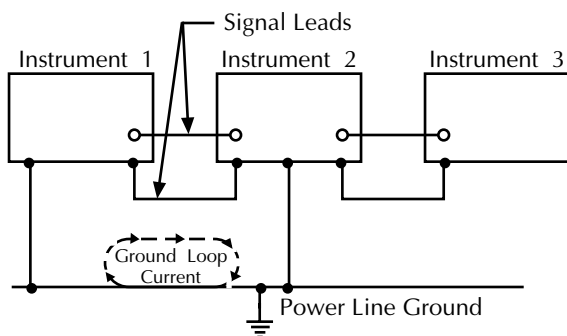 Signal Leads
Instrument 1
Instrument 2
Instrument 3
Ground Loop
Current
Power Line Ground